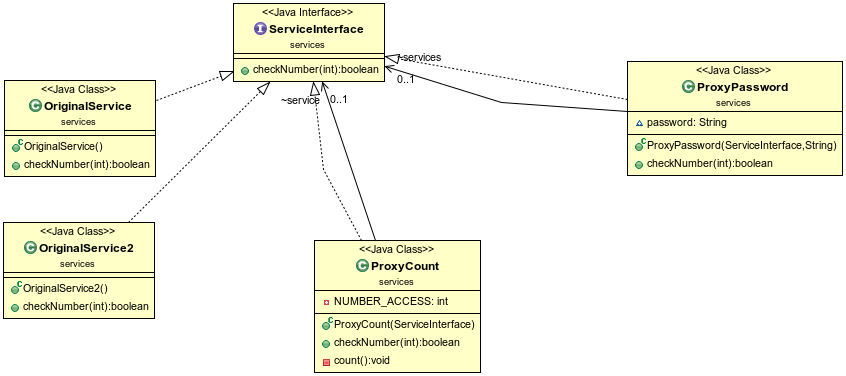 <<Java Interface>>
I ServiceInterface
services
checkNumber(int):boolean
~services
0..1
~service
0..1
<<Java Class>>
C OriginalService
services
C OriginalService()
checkNumber(int):boolean
<<Java Class>>
C ProxyPassword
services
password: String
C ProxyPassword(ServiceInterface,String)
checkNumber(int):boolean
<<Java Class>>
C OriginalService2
services
C OriginalService2()
checkNumber(int):boolean
<<Java Class>>
C ProxyCount
services
NUMBER_ACCESS: int
C ProxyCount(ServiceInterface)
checkNumber(int):boolean
count():void